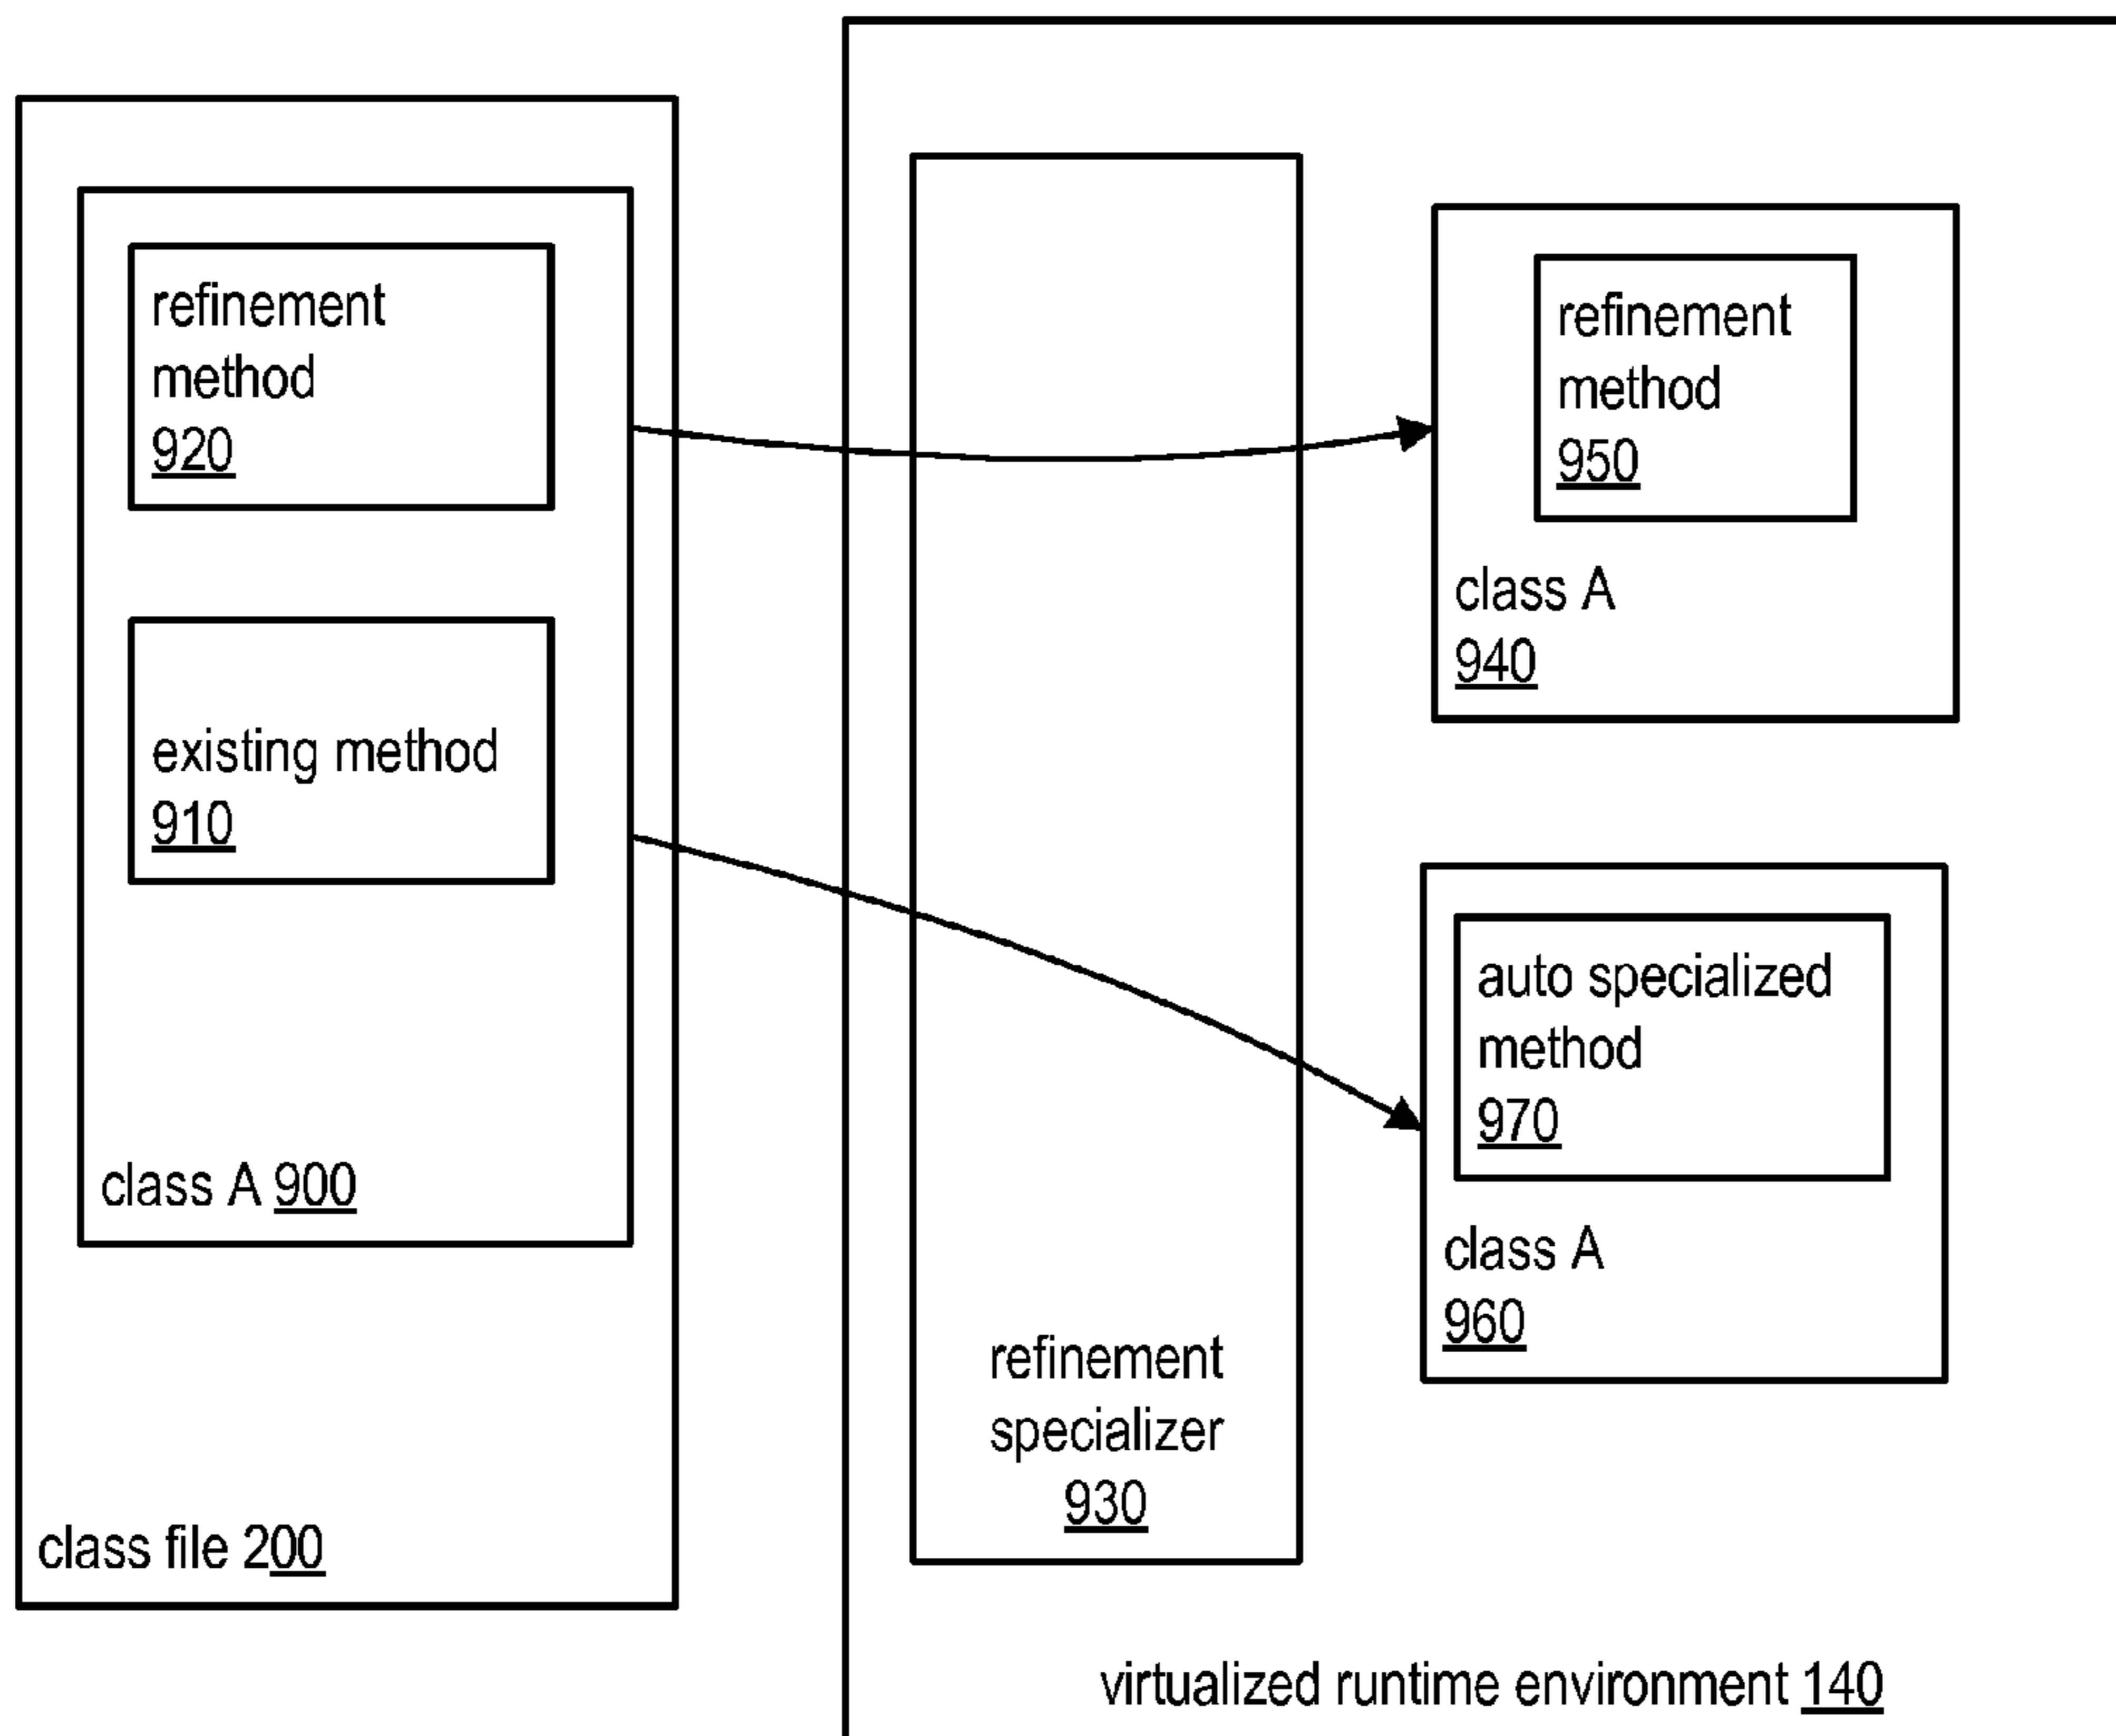 refinement
method
920
existing method
910
class A 900
class file 200
refinement
specializer
930
refinement
method
950
class A
940
auto specialized
method
970
class A
960
virtualized runtime environment 140